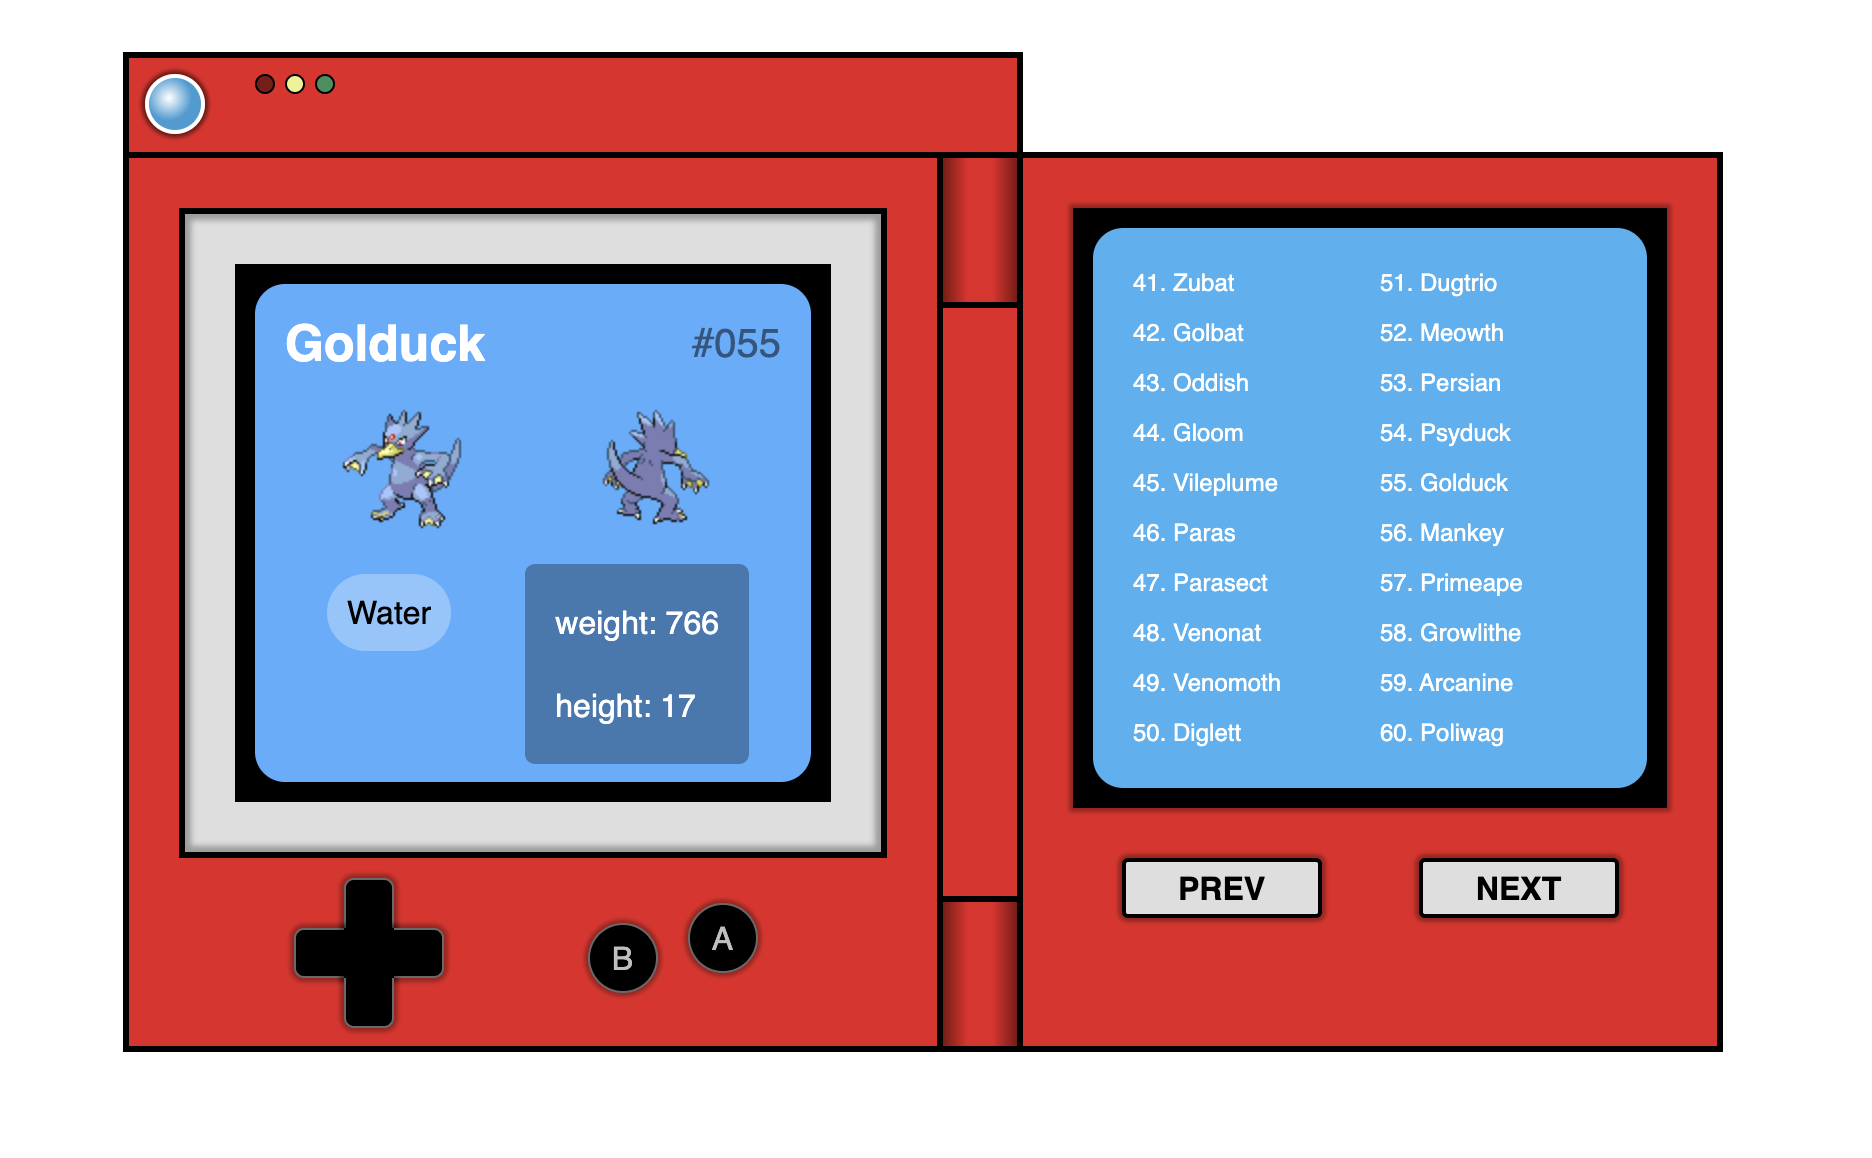 Golduck #055
Water
weight: 766
height: 17
B A
41. Zubat
42. Golbat
43. Oddish
44. Gloom
45. Vileplume
46. Paras
47. Parasect
48. Venonat
49. Venomoth
50. Diglett
51. Dugtrio
52. Meowth
53. Persian
54. Psyduck
55. Golduck
56. Mankey
57. Primeape
58. Growlithe
59. Arcanine
60. Poliwag
PREV NEXT